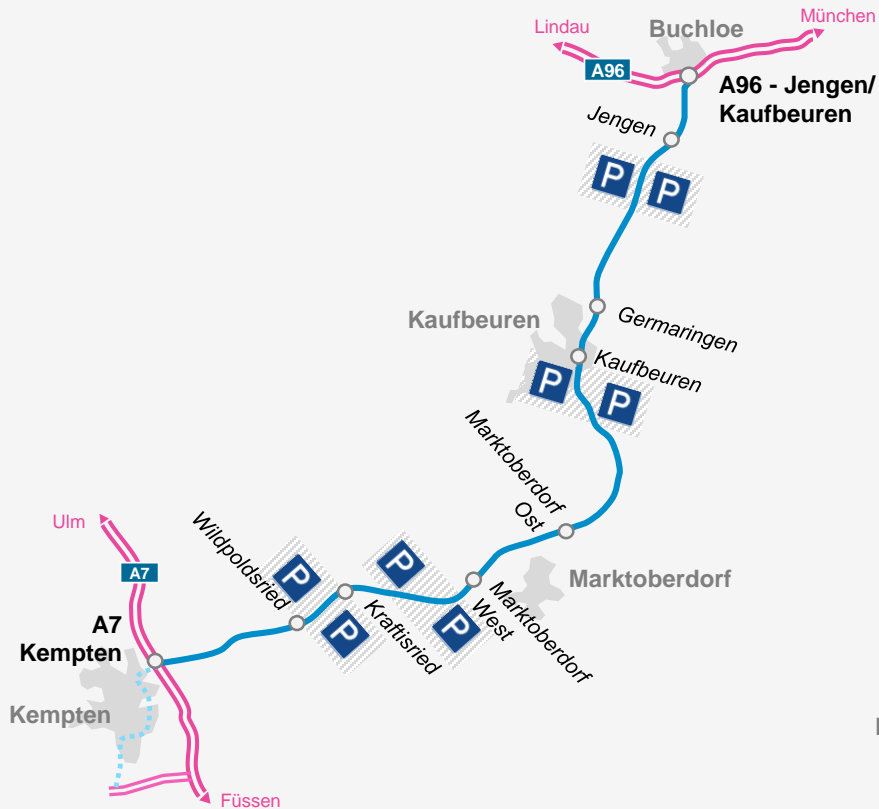 München
Lindau
Buchloe
A96
A96 - Jengen/
Kaufbeuren
Jengen
P
P
Kaufbeuren
Germaringen
Kaufbeuren
P
P
Marktoberdorf
Ost
Ulm
Wildpoldsried
P
P
A7
Marktoberdorf
A7
Kempten
P
Kraftisried
P
Marktoberdorf
West
Kempten
Füssen